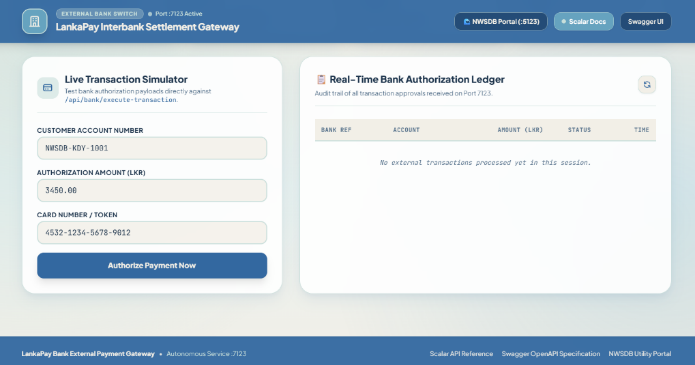 EXTERNAL BANK SWITCH
Port :7123 Active
LankaPay Interbank Settlement Gateway
NWSDB Portal (:5123)
Scalar Docs
Swagger UI
Live Transaction Simulator
Test bank authorization payloads directly against
/api/bank/execute-transaction.
CUSTOMER ACCOUNT NUMBER
NWSDB-KDY-1001
AUTHORIZATION AMOUNT (LKR)
3450.00
CARD NUMBER / TOKEN
4532-1234-5678-9012
Authorize Payment Now
Real-Time Bank Authorization Ledger
Audit trail of all transaction approvals received on Port 7123.
BANK REF ACCOUNT AMOUNT (LKR) STATUS TIME
No external transactions processed yet in this session.
LankaPay Bank External Payment Gateway • Autonomous Service :7123
Scalar API Reference Swagger OpenAPI Specification NWSDB Utility Portal